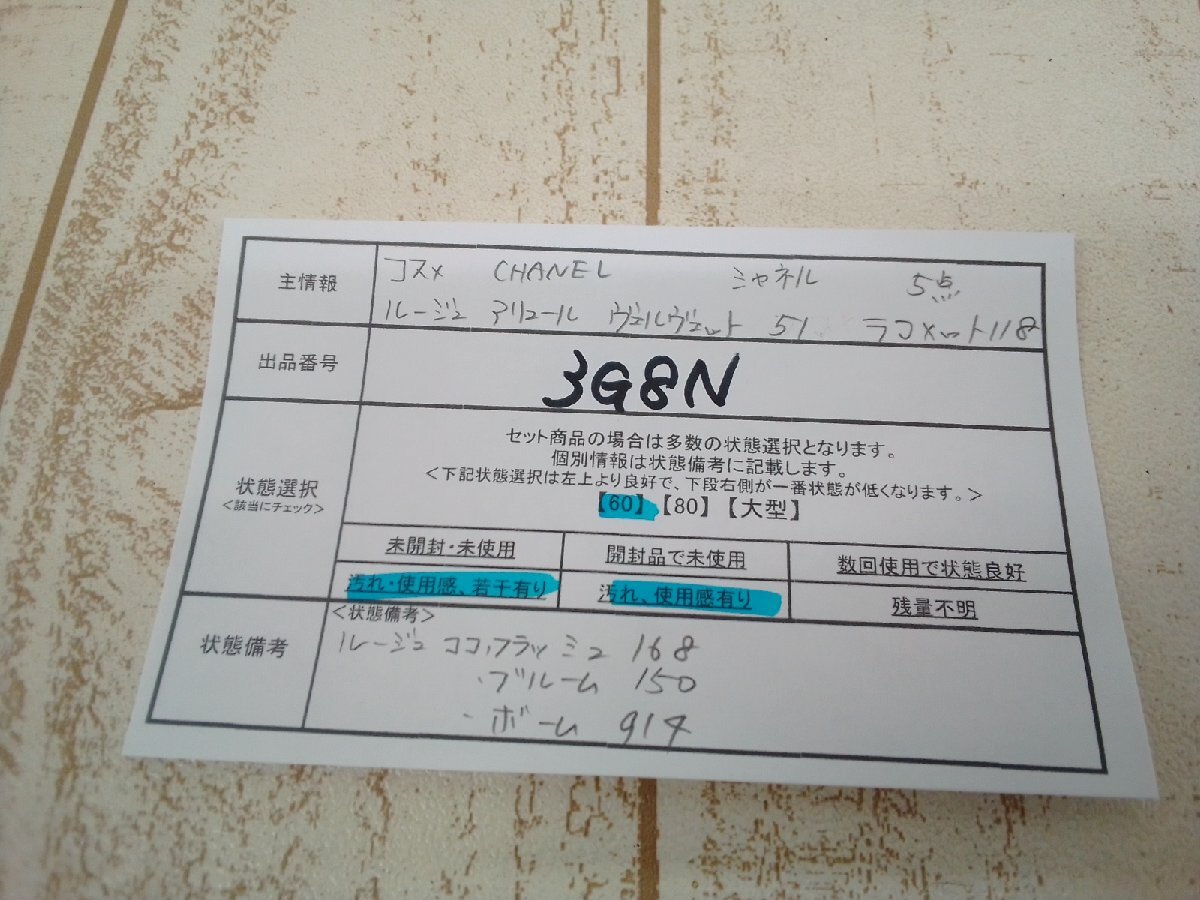 主情報
コスメ CHANEL シャネル 5点
ルージュ アリュール ヴェルヴェット 51 ラコメット118
出品番号
3G8N
状態選択
<該当にチェック>
セット商品の場合は多数の状態選択となります。
個別情報は状態備考に記載します。
<下記状態選択は左上より良好で、下段右側が一番状態が低くなります。>
【60】【80】【大型】
未開封・未使用 開封品で未使用 数回使用で状態良好
汚れ・使用感、若干有り 汚れ、使用感有り 残量不明
状態備考
<状態備考>
ルージュ ココ,フラッシュ 168
・ブルーム 150
・ボーム 914